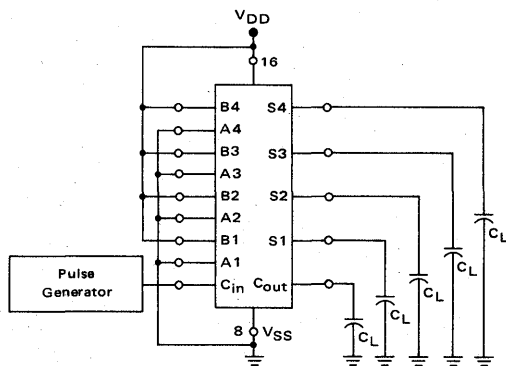 VDD
16
B4 S4
A4
B3 S3
A3
B2 S2
A2
B1 S1
A1
Cin Cout
Pulse
Generator
8 VSS
CL
CL
CL
CL
CL